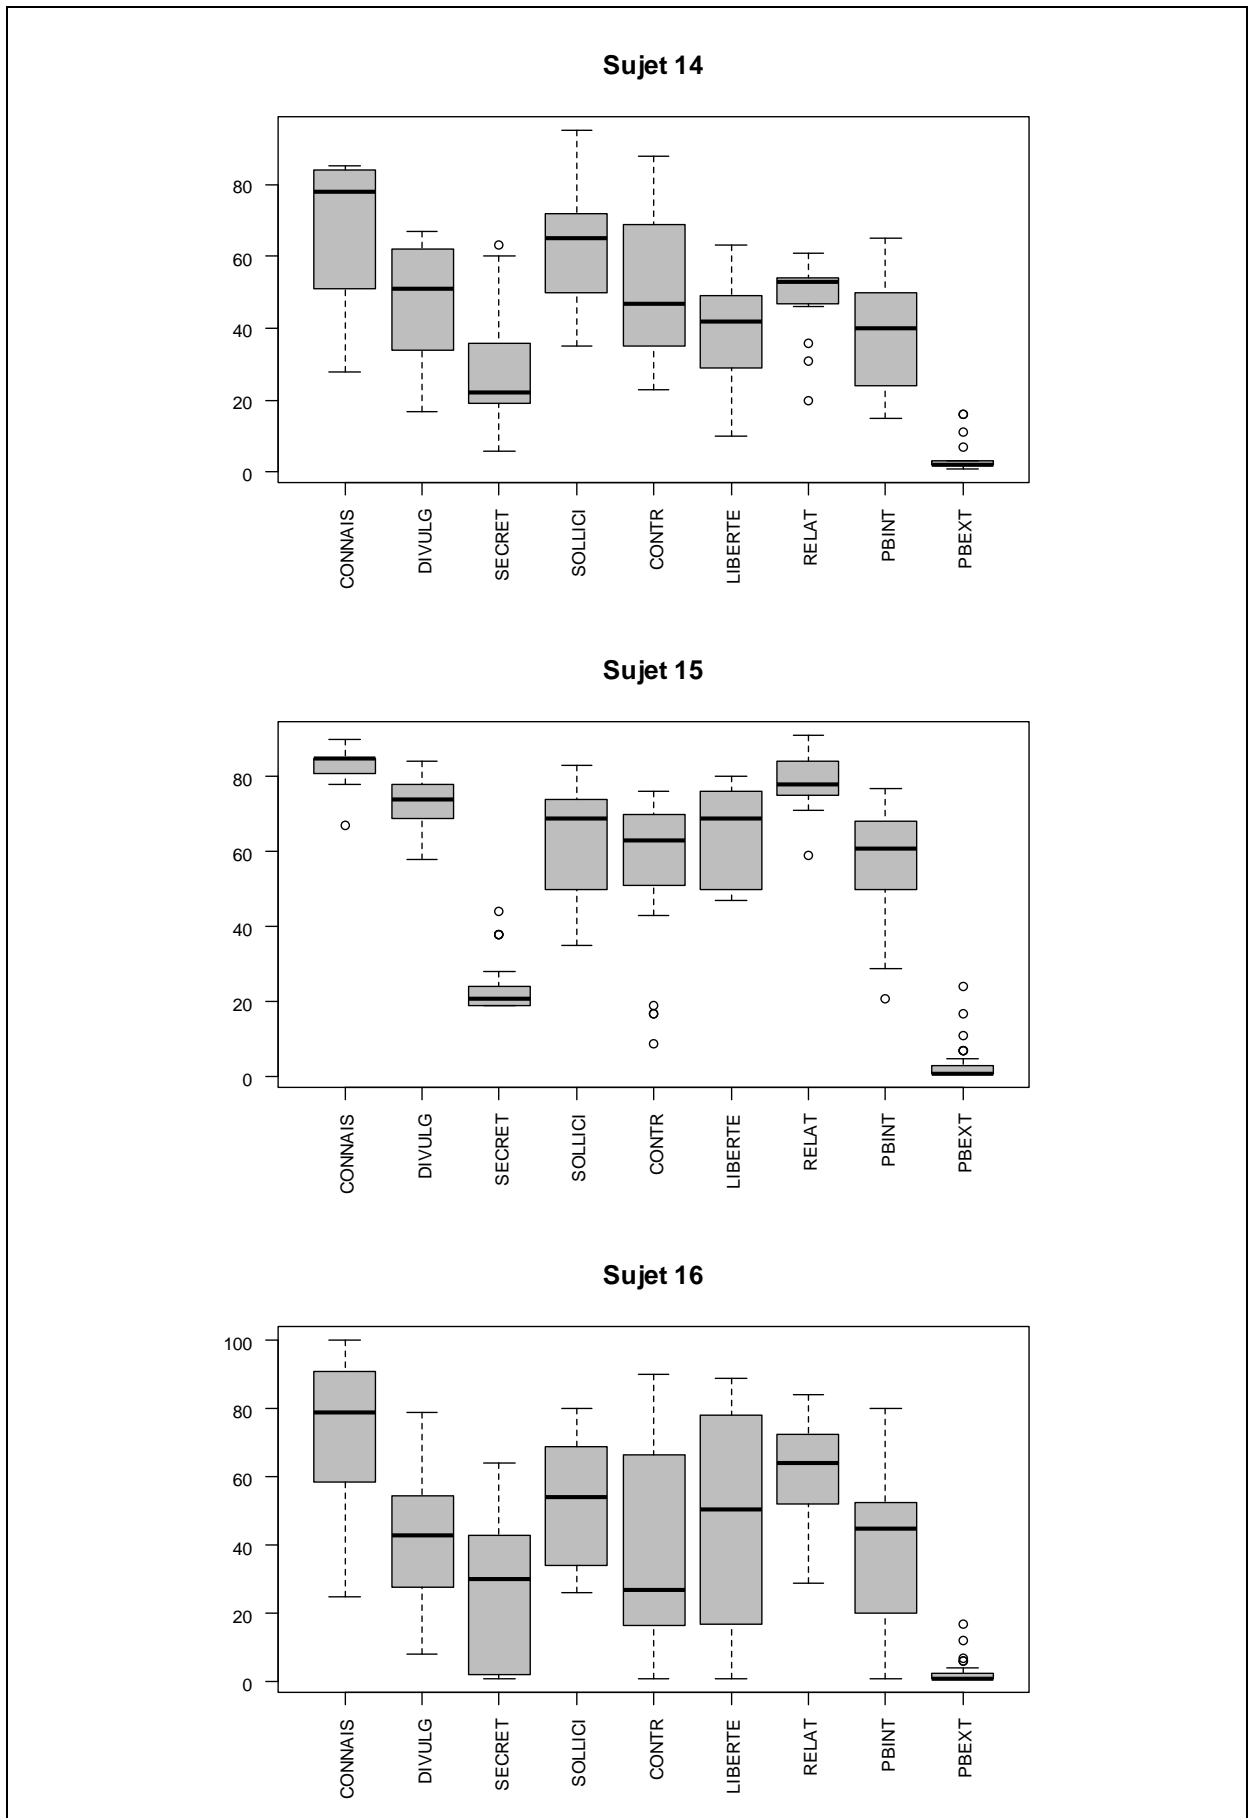 Sujet 14
80
60
40
20
0
CONNAIS
DIVULG
SECRET
SOLLICI
CONTR
LIBERTE
RELAT
PBINT
PBEXT
Sujet 15
80
60
40
20
0
CONNAIS
DIVULG
SECRET
SOLLICI
CONTR
LIBERTE
RELAT
PBINT
PBEXT
Sujet 16
100
80
60
40
20
0
CONNAIS
DIVULG
SECRET
SOLLICI
CONTR
LIBERTE
RELAT
PBINT
PBEXT